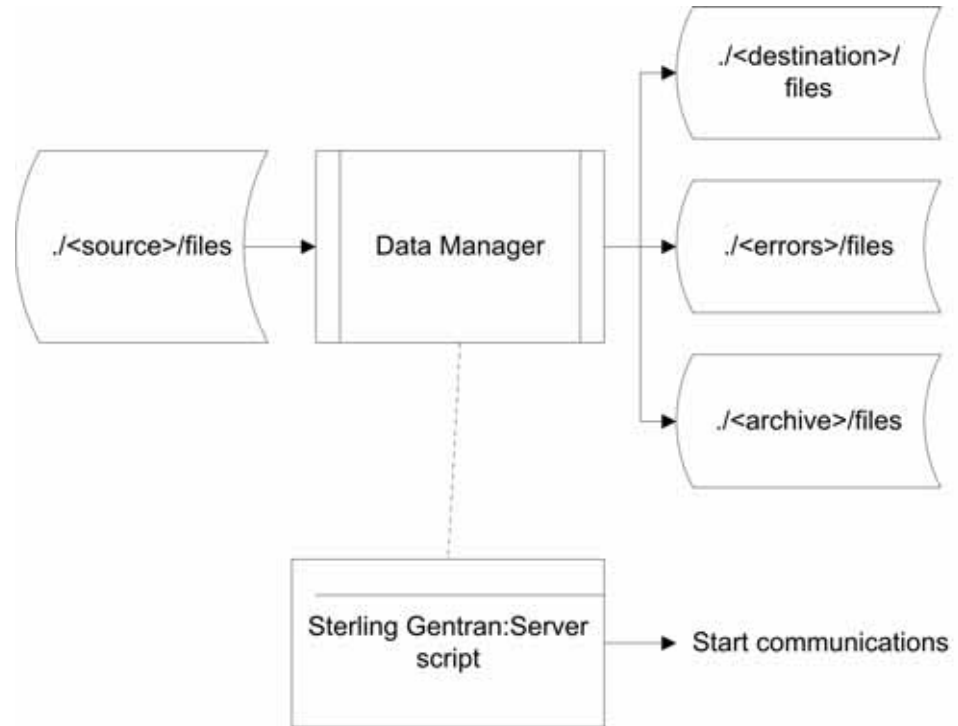 ./<destination>/
files
./<source>/files
Data Manager
./<errors>/files
./<archive>/files
Sterling Gentran:Server
script
Start communications